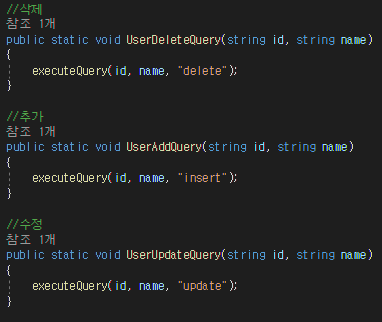 //삭제
참조 1개
public static void UserDeleteQuery(string id, string name)
{
executeQuery(id, name, "delete");
}
//추가
참조 1개
public static void UserAddQuery(string id, string name)
{
executeQuery(id, name, "insert");
}
//수정
참조 1개
public static void UserUpdateQuery(string id, string name)
{
executeQuery(id, name, "update");
}